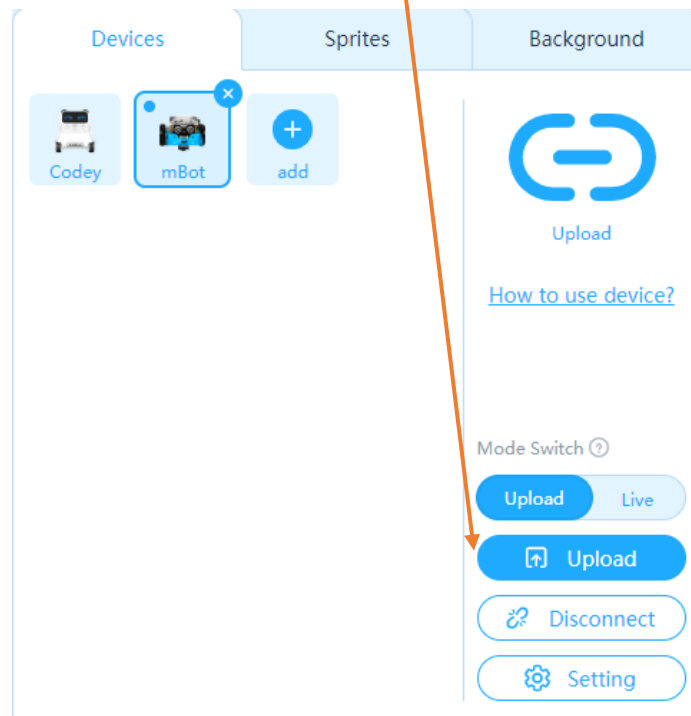 Devices
Sprites
Background
Codey
mBot
add
Upload
How to use device?
Mode Switch
Upload
Live
Upload
Disconnect
Setting